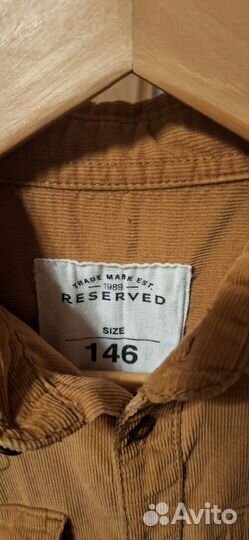 TRADE MARK EST.
1989
RESERVED
SIZE
146
Avito